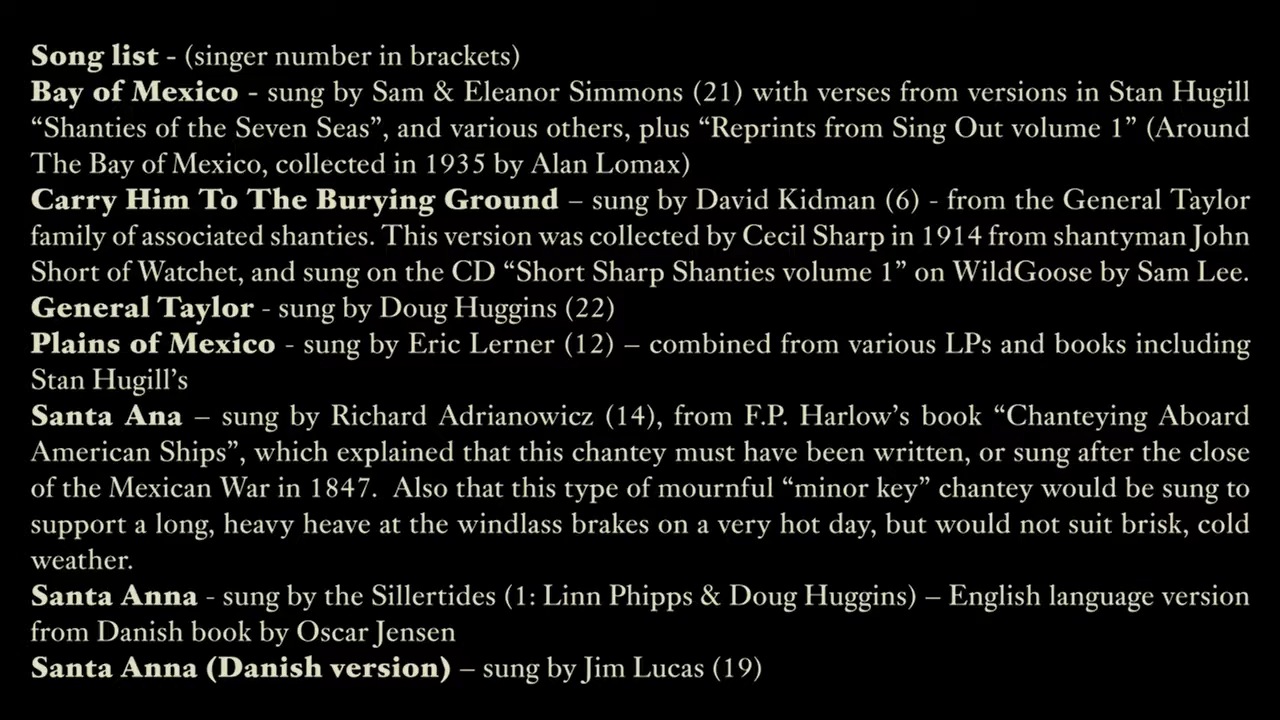 Song list - (singer number in brackets)
Bay of Mexico - sung by Sam & Eleanor Simmons (21) with verses from versions in Stan Hugill
“Shanties of the Seven Seas”, and various others, plus “Reprints from Sing Out volume 1” (Around
The Bay of Mexico, collected in 1935 by Alan Lomax)
Carry Him To The Burying Ground – sung by David Kidman (6) - from the General Taylor
family of associated shanties. This version was collected by Cecil Sharp in 1914 from shantyman John
Short of Watchet, and sung on the CD “Short Sharp Shanties volume 1” on WildGoose by Sam Lee.
General Taylor - sung by Doug Huggins (22)
Plains of Mexico - sung by Eric Lerner (12) – combined from various LPs and books including
Stan Hugill’s
Santa Ana – sung by Richard Adrianowicz (14), from F.P. Harlow’s book “Chanteying Aboard
American Ships”, which explained that this chantey must have been written, or sung after the close
of the Mexican War in 1847.  Also that this type of mournful “minor key” chantey would be sung to
support a long, heavy heave at the windlass brakes on a very hot day, but would not suit brisk, cold
weather.
Santa Anna - sung by the Sillertides (1: Linn Phipps & Doug Huggins) – English language version
from Danish book by Oscar Jensen
Santa Anna (Danish version) – sung by Jim Lucas (19)